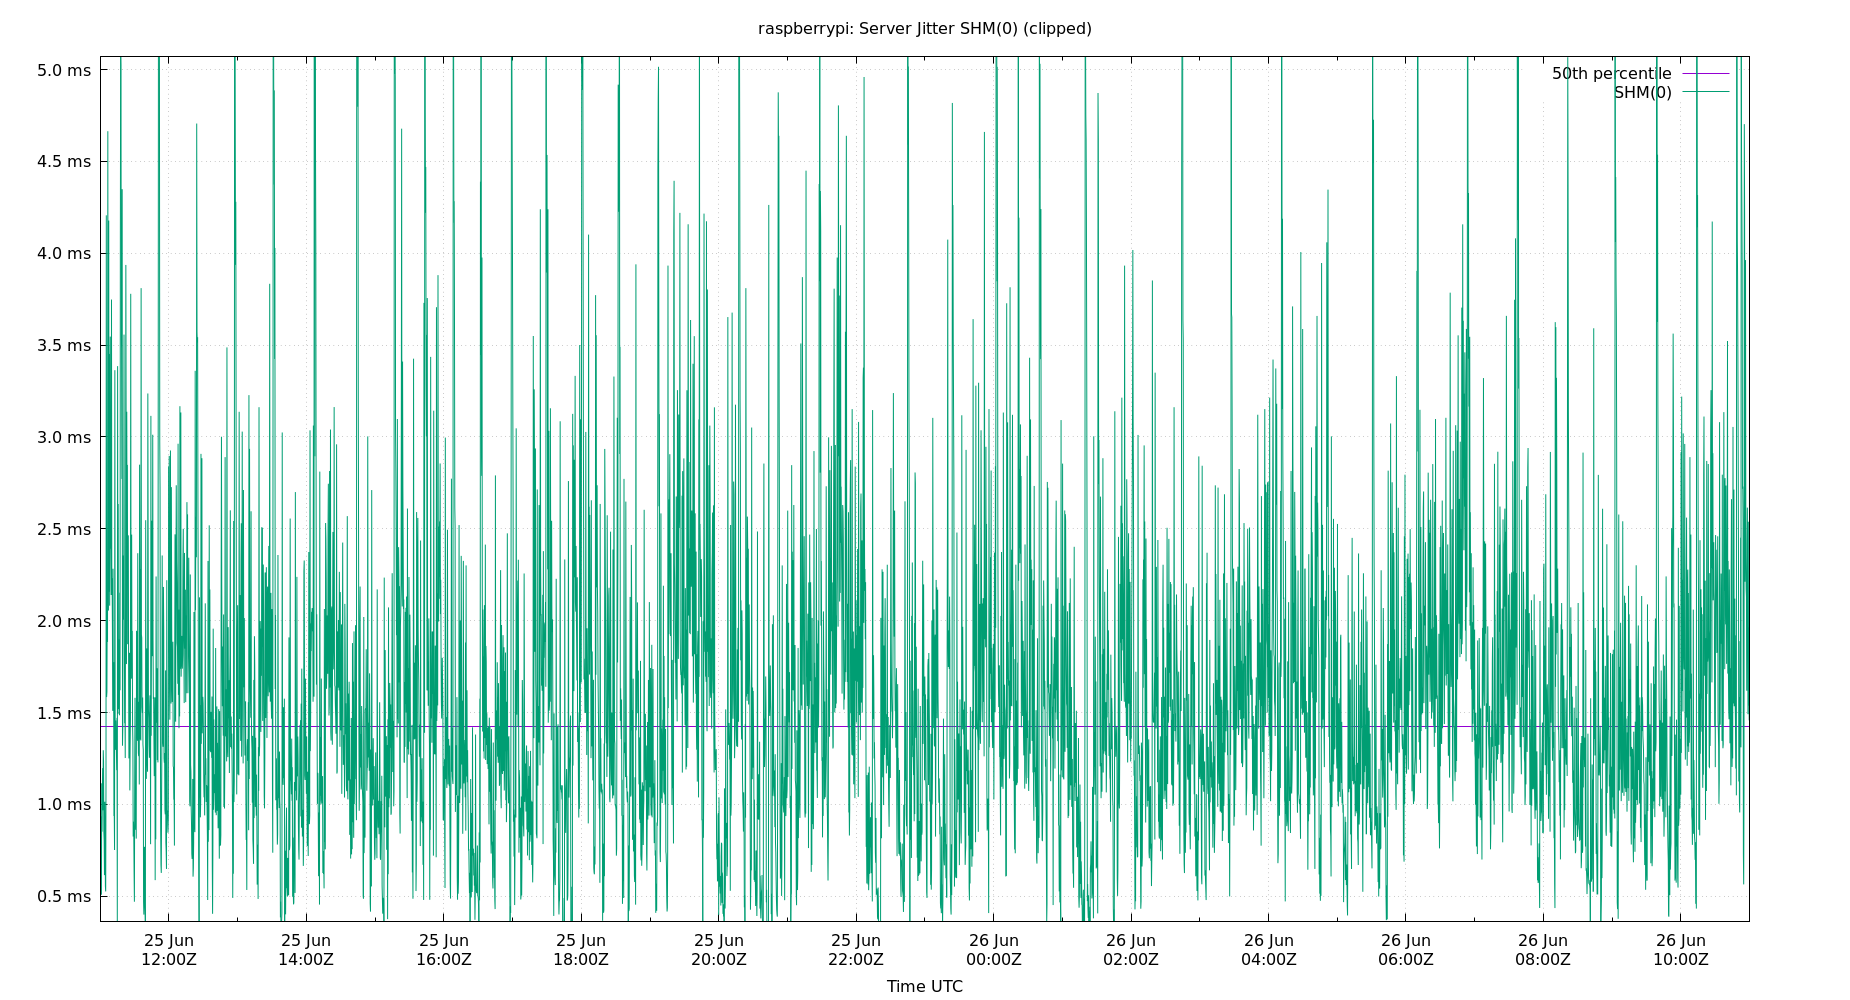 raspberrypi: Server Jitter SHM(0) (clipped)
50th percentile
SHM(0)
5.0 ms
4.5 ms
4.0 ms
3.5 ms
3.0 ms
2.5 ms
2.0 ms
1.5 ms
1.0 ms
0.5 ms
25 Jun 25 Jun 25 Jun 25 Jun 25 Jun 25 Jun 26 Jun 26 Jun 26 Jun 26 Jun 26 Jun 26 Jun
12:00Z 14:00Z 16:00Z 18:00Z 20:00Z 22:00Z 00:00Z 02:00Z 04:00Z 06:00Z 08:00Z 10:00Z
Time UTC